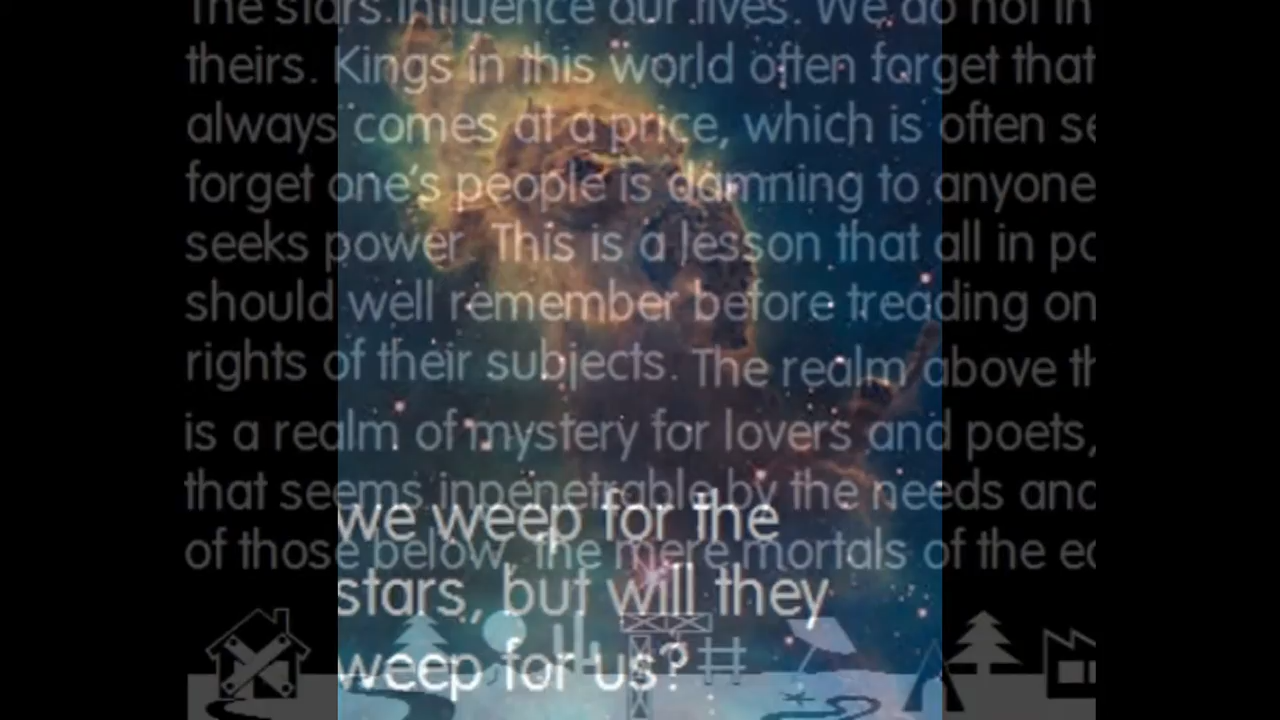 The stars influence our lives. We do not in
theirs. Kings in this world often forget that
always comes at a price, which is often se
forget one's people is damning to anyone
seeks power. This is a lesson that all in po
should well remember before treading on
rights of their subjects. The realm above th
is a realm of mystery for lovers and poets,
that seems inpenetrable by the needs and
of those below, the mere mortals of the ea
we weep for the
stars, but will they
weep for us?